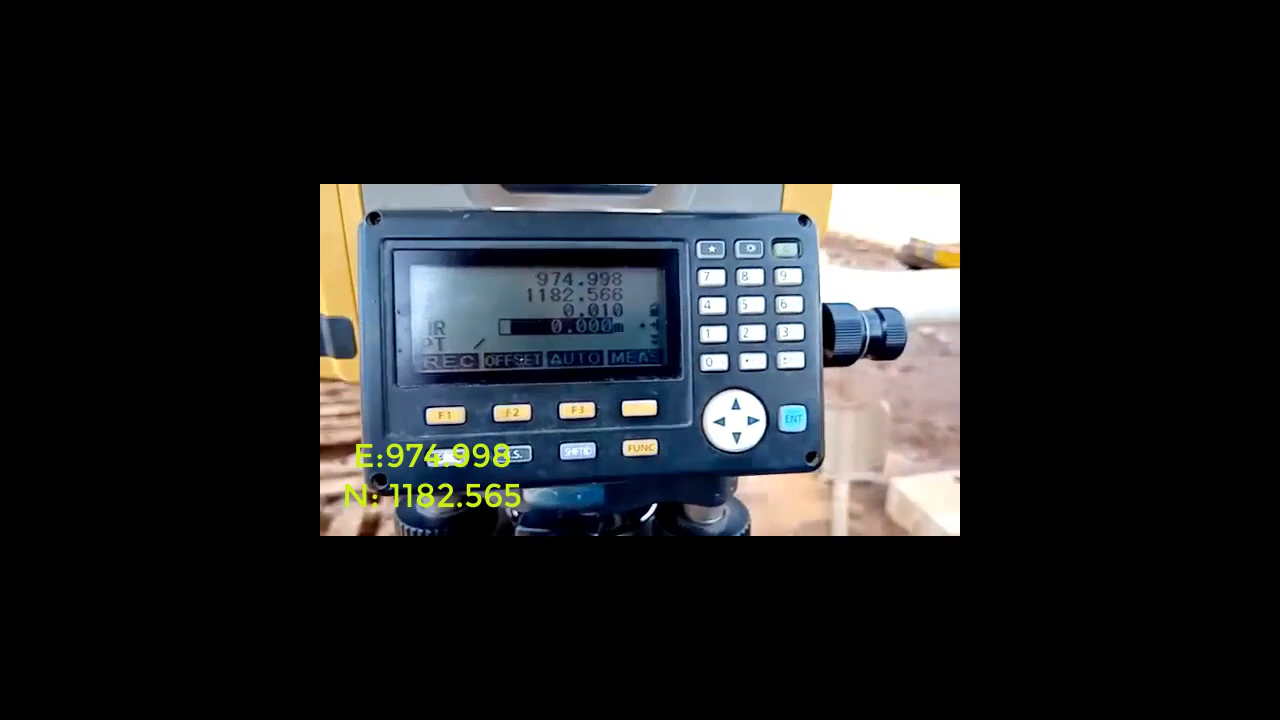 974.998
1182.566
0.010
HR 0.000m
PT
REC OFFSET AUTO MEAS
7 8 9
4 5 6
1 2 3
0
F1 F2 F3
ENT
SHIFT FUNC
E:974.998
N: 1182.565